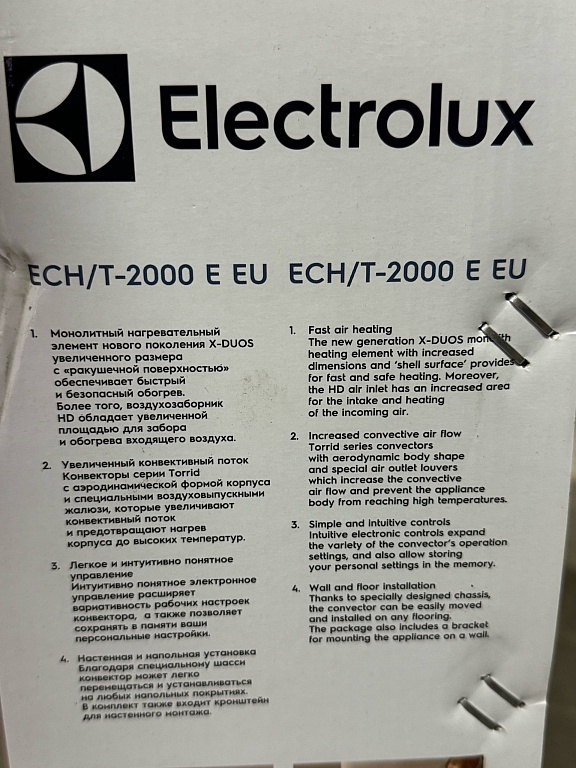 Electrolux
ECH/T-2000 E EU
1. Монолитный нагревательный
элемент нового поколения X-DUOS
увеличенного размера
с «ракушечной поверхностью»
обеспечивает быстрый
и безопасный обогрев.
Более того, воздухозаборник
HD обладает увеличенной
площадью для забора
и обогрева входящего воздуха.
2. Увеличенный конвективный поток
Конвекторы серии Torrid
с аэродинамической формой корпуса
и специальными воздуховыпускными
жалюзи, которые увеличивают
конвективный поток
и предотвращают нагрев
корпуса до высоких температур.
3. Легкое и интуитивно понятное
управление
Интуитивно понятное электронное
управление расширяет
вариативность рабочих настроек
конвектора, а также позволяет
сохранять в паняти ваши
персональные настройки.
4. Настенная и напольная установка
Благодаря специальному шасси
конвектор может легко
перемещаться и устанавливаться
на любых напольных покрытиях.
В комплект также входит кронштейн
для настенного монтажа.
ECH/T-2000 E EU
1. Fast air heating
The new generation X-DUOS monolith
heating element with increased
dimensions and ‘shell surface’ provides
for fast and safe heating. Moreover,
the HD air inlet has an increased area
for the intake and heating
of the incoming air.
2. Increased convective air flow
Torrid series convectors
with aerodynamic body shape
and special air outlet louvers
which increase the convective
air flow and prevent the appliance
body from reaching high temperatures.
3. Simple and intuitive controls
Intuitive electronic controls expand
the variety of the convector's operation
settings, and also allow storing
your personal settings in the memory.
4. Wall and floor installation
Thanks to specially designed chassis,
the convector can be easily moved
and installed on any flooring.
The package also includes a bracket
for mounting the appliance on a wall.